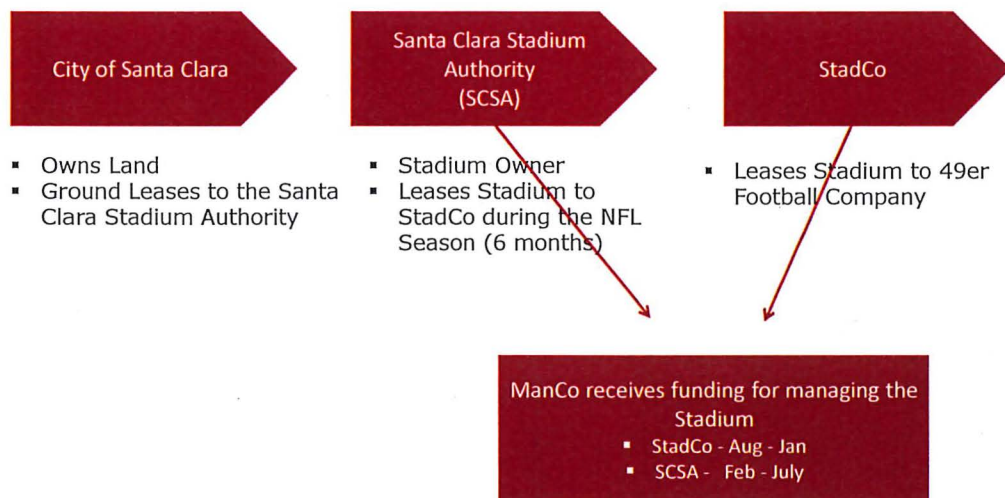 City of Santa Clara
Santa Clara Stadium
Authority
(SCSA)
StadCo
▪ Owns Land
▪ Ground Leases to the Santa
Clara Stadium Authority
▪ Stadium Owner
▪ Leases Stadium to
StadCo during the NFL
Season (6 months)
▪ Leases Stadium to 49er
Football Company
ManCo receives funding for managing the
Stadium
▪ StadCo - Aug - Jan
▪ SCSA - Feb - July